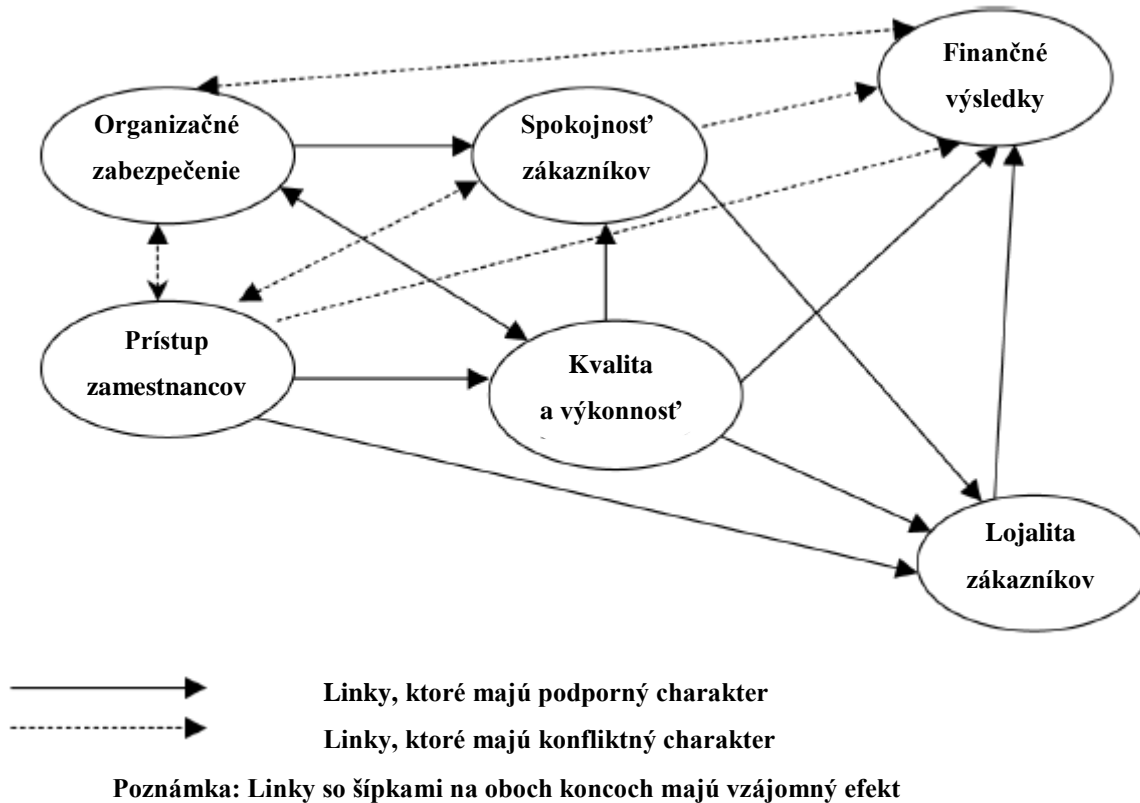 Finančné
výsledky
Organizačné
zabezpečenie
Spokojnosť
zákazníkov
Prístup
zamestnancov
Kvalita
a výkonnosť
Lojalita
zákazníkov
Linky, ktoré majú podporný charakter
Linky, ktoré majú konfliktný charakter
Poznámka: Linky so šípkami na oboch koncoch majú vzájomný efekt